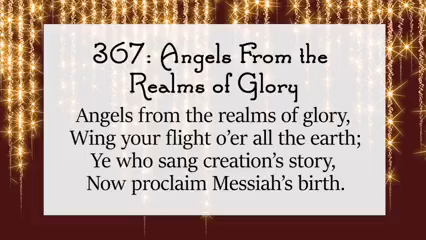 367: Angels From the
Realms of Glory
Angels from the realms of glory,
Wing your flight o’er all the earth;
Ye who sang creation’s story,
Now proclaim Messiah’s birth.